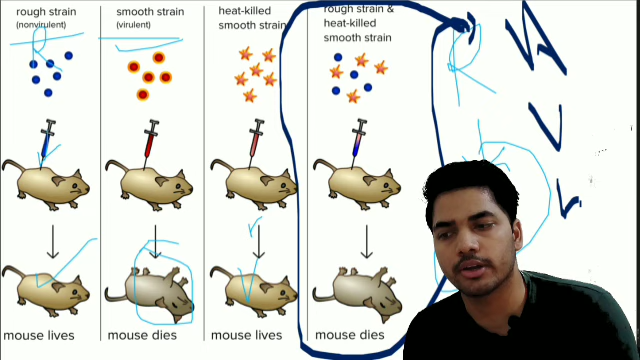 rough strain
(nonvirulent)
smooth strain
(virulent)
heat-killed
smooth strain
rough strain &
heat-killed
smooth strain
R
R
mouse lives
mouse dies
mouse lives
mouse dies